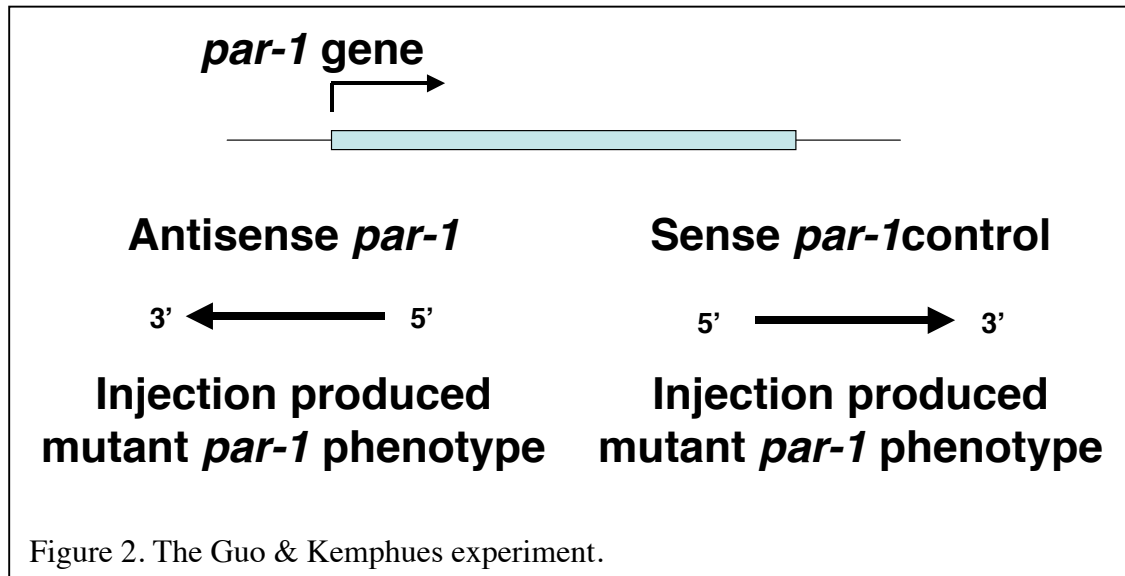 par-1 gene
Antisense par-1
3’ 5’
Injection produced
mutant par-1 phenotype
Sense par-1control
5’ 3’
Injection produced
mutant par-1 phenotype
Figure 2. The Guo & Kemphues experiment.